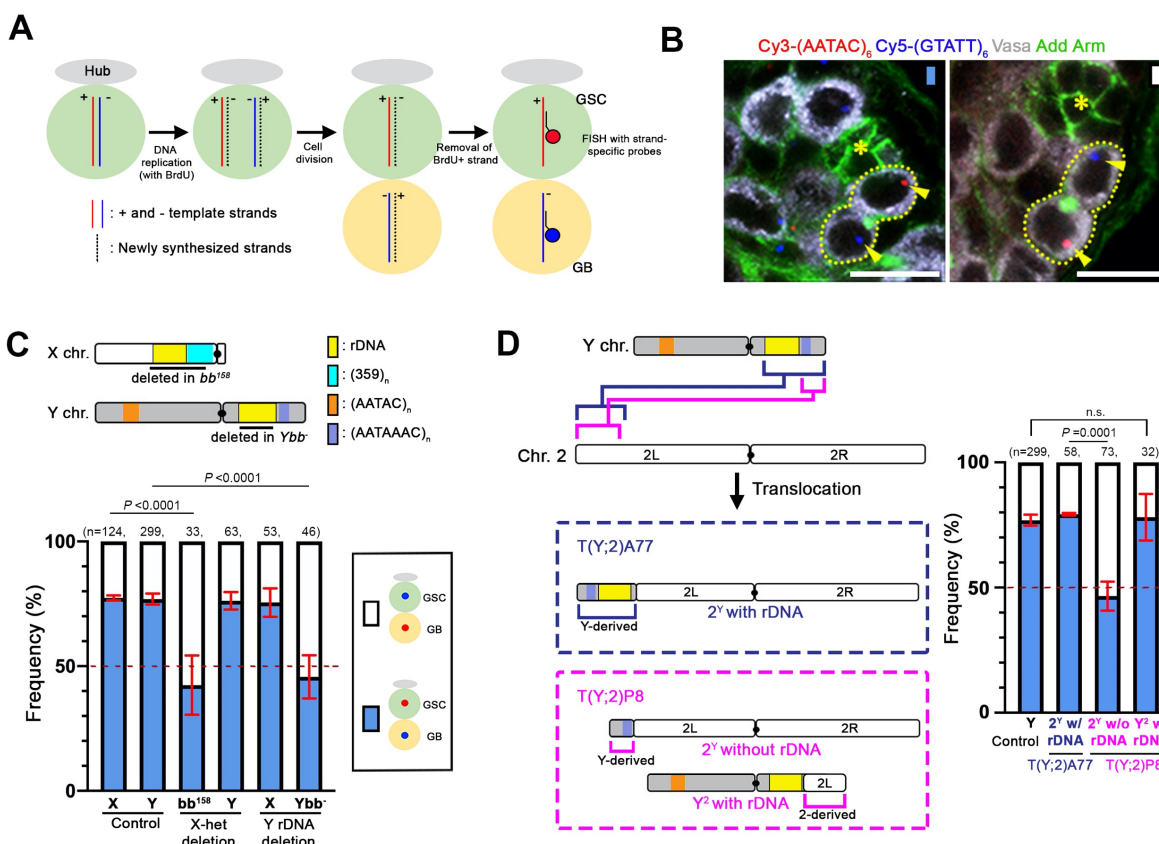 A
Hub
+ -
+ - - +
+ -
- +
+
-
DNA
replication
(with BrdU)
Cell
division
Removal of
BrdU+ strand
GSC
FISH with strand-
specific probes
GB
: + and - template strands
: Newly synthesized strands
B
Cy3-(AATAC)6 Cy5-(GTATT)6 Vasa Add Arm
*
*
C
X chr.
deleted in bb158
Y chr.
deleted in Ybb-
: rDNA
: (359)n
: (AATAC)n
: (AATAAAC)n
P <0.0001
P <0.0001
(n=124, 299, 33, 63, 53, 46)
100
50
0
Frequency (%)
X Y bb158 Y X Ybb-
Control
X-het
deletion
Y rDNA
deletion
GSC
GB
GSC
GB
D
Y chr.
Chr. 2
2L 2R
Translocation
T(Y;2)A77
2L 2R
Y-derived
2Y with rDNA
T(Y;2)P8
2L 2R
Y-derived
2Y without rDNA
2L
Y2 with rDNA
2-derived
n.s.
P=0.0001
(n=299, 58, 73, 32)
100
50
0
Frequency (%)
Y
Control
2Y w/
rDNA
2Y w/o
rDNA
T(Y;2)A77
T(Y;2)P8